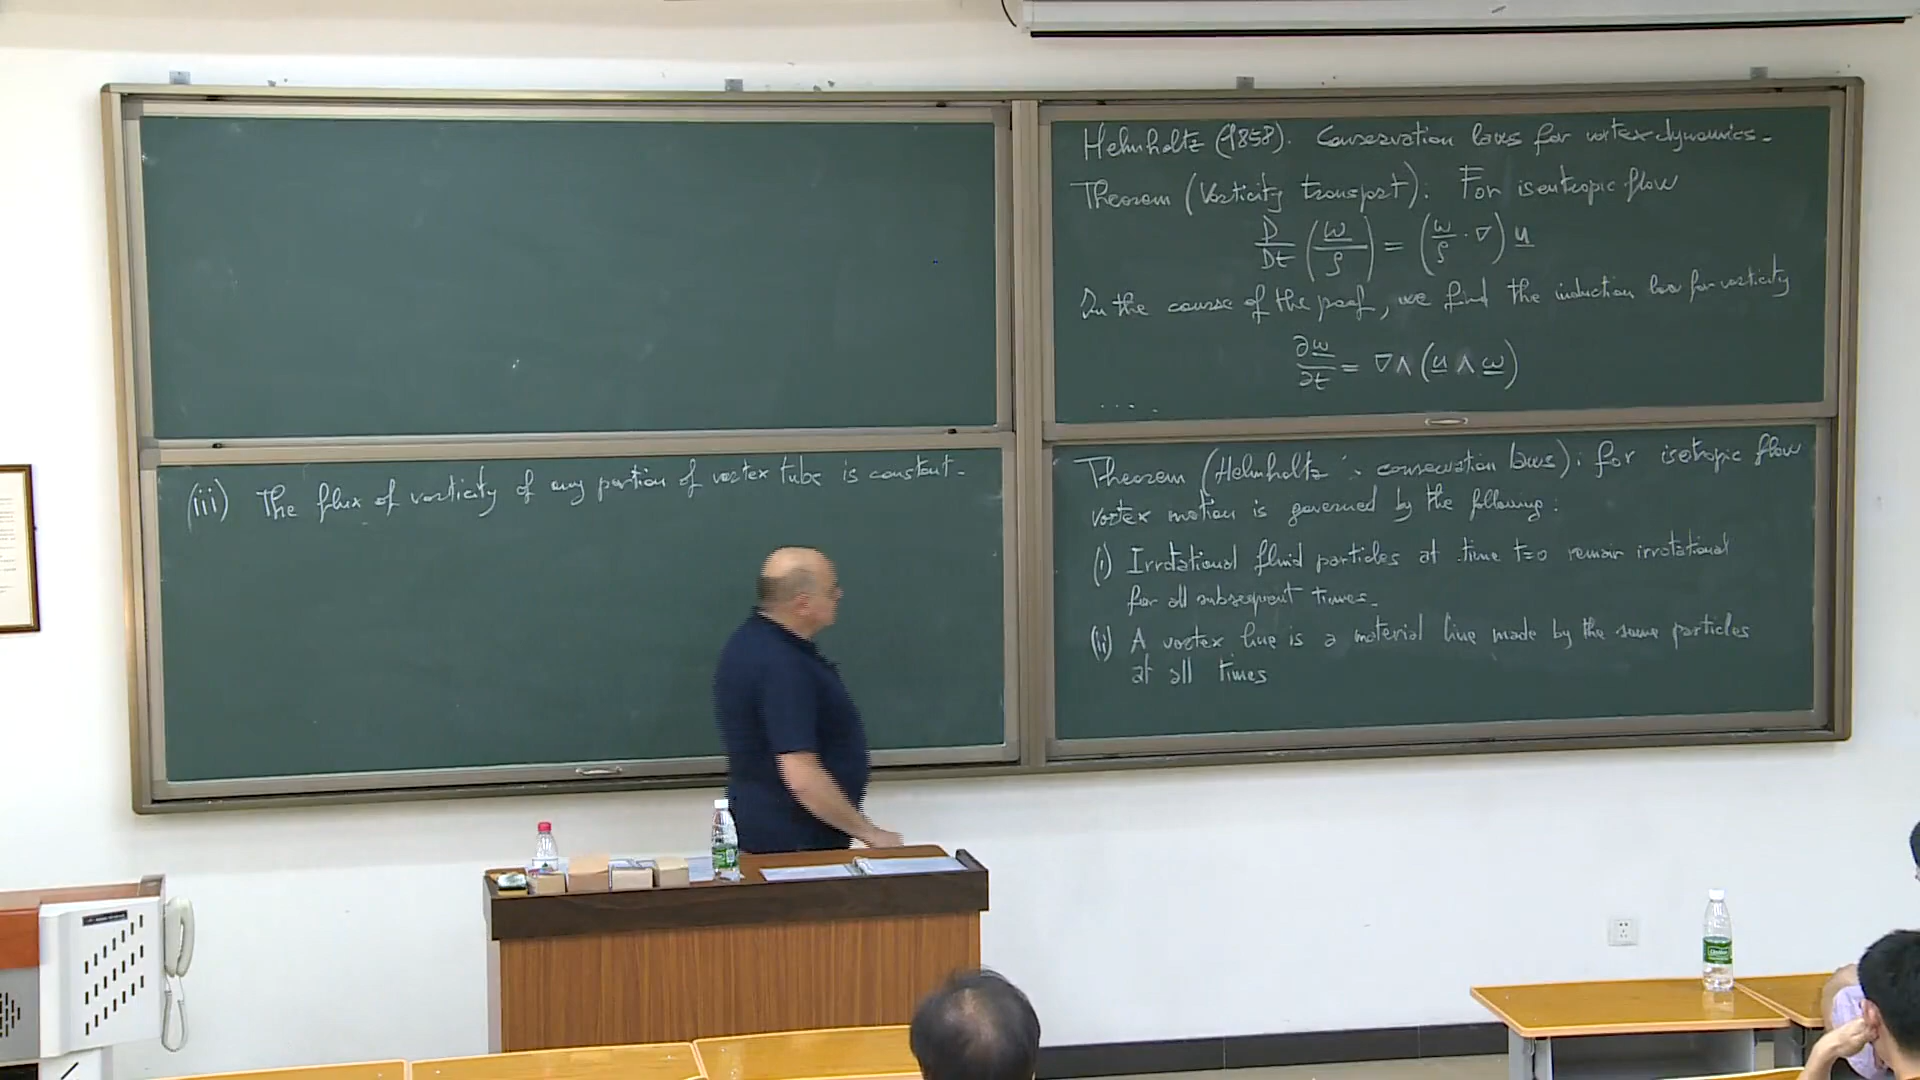 Helmholtz (1858). Conservation laws for vortex dynamics.
Theorem (Vorticity transport): For isentropic flow
D/Dt (ω/ρ) = (ω/ρ · ∇) u
In the course of the proof, we find the induction law for vorticity
∂ω/∂t = ∇∧(u ∧ ω)
....
Theorem (Helmholtz's conservation laws): for isetropic flow
vortex motion is governed by the following:
(i) Irrotational fluid particles at time t=0 remain irrotational
for all subsequent times.
(ii) A vortex line is a material line made by the same particles
at all times
(iii) The flux of vorticity of any portion of vortex tube is constant.